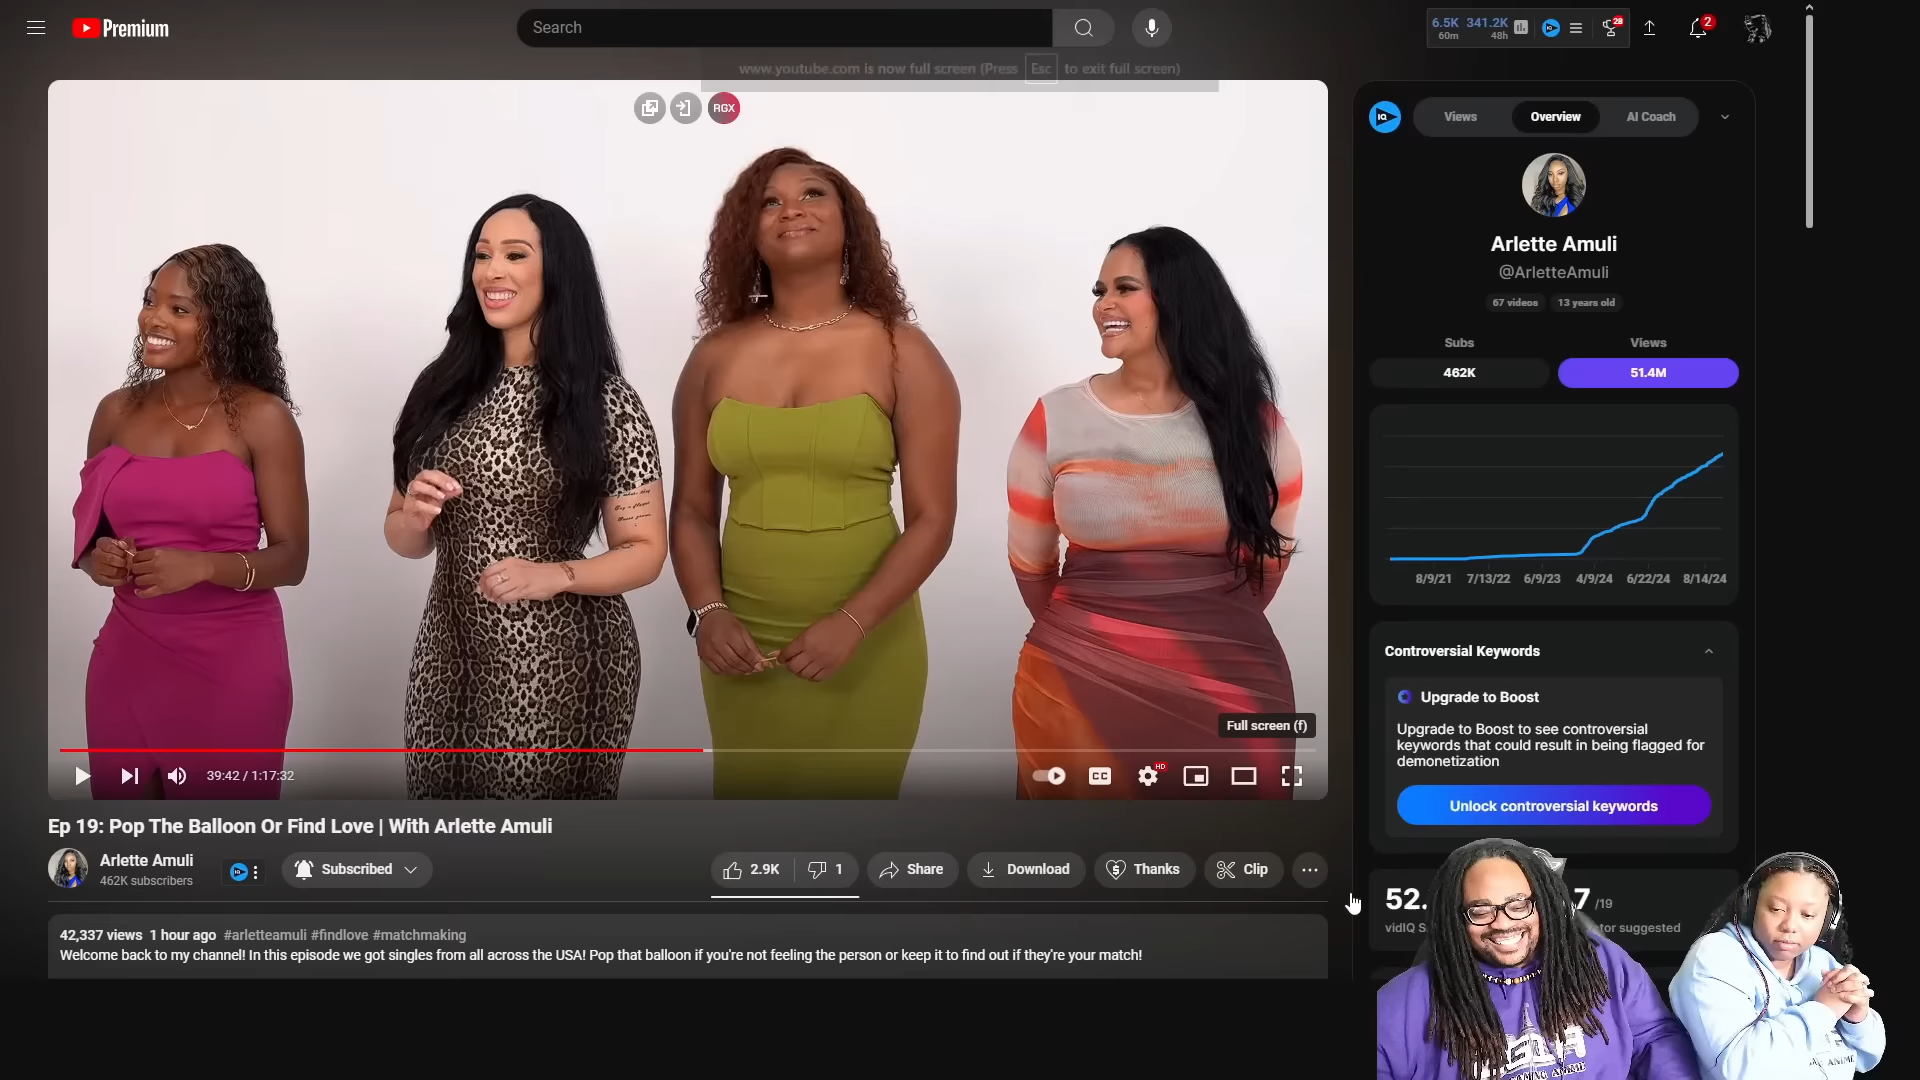 Premium
Search
6.5K 341.2K
60m 48h
28
2
www.youtube.com is now full screen (Press Esc to exit full screen)
RGX
IQ
Views Overview AI Coach
Arlette Amuli
@ArletteAmuli
67 videos 13 years old
Subs Views
462K 51.4M
8/9/21 7/13/22 6/9/23 4/9/24 6/22/24 8/14/24
Controversial Keywords
Upgrade to Boost
Upgrade to Boost to see controversial
keywords that could result in being flagged for
demonetization
Unlock controversial keywords
Full screen (f)
39:42 / 1:17:32
CC HD
Ep 19: Pop The Balloon Or Find Love | With Arlette Amuli
Arlette Amuli
462K subscribers
Subscribed
2.9K 1 Share Download Thanks Clip
42,337 views 1 hour ago #arletteamuli #findlove #matchmaking
Welcome back to my channel! In this episode we got singles from all across the USA! Pop that balloon if you're not feeling the person or keep it to find out if they're your match!
52. 7 /19
vidIQ S tor suggested